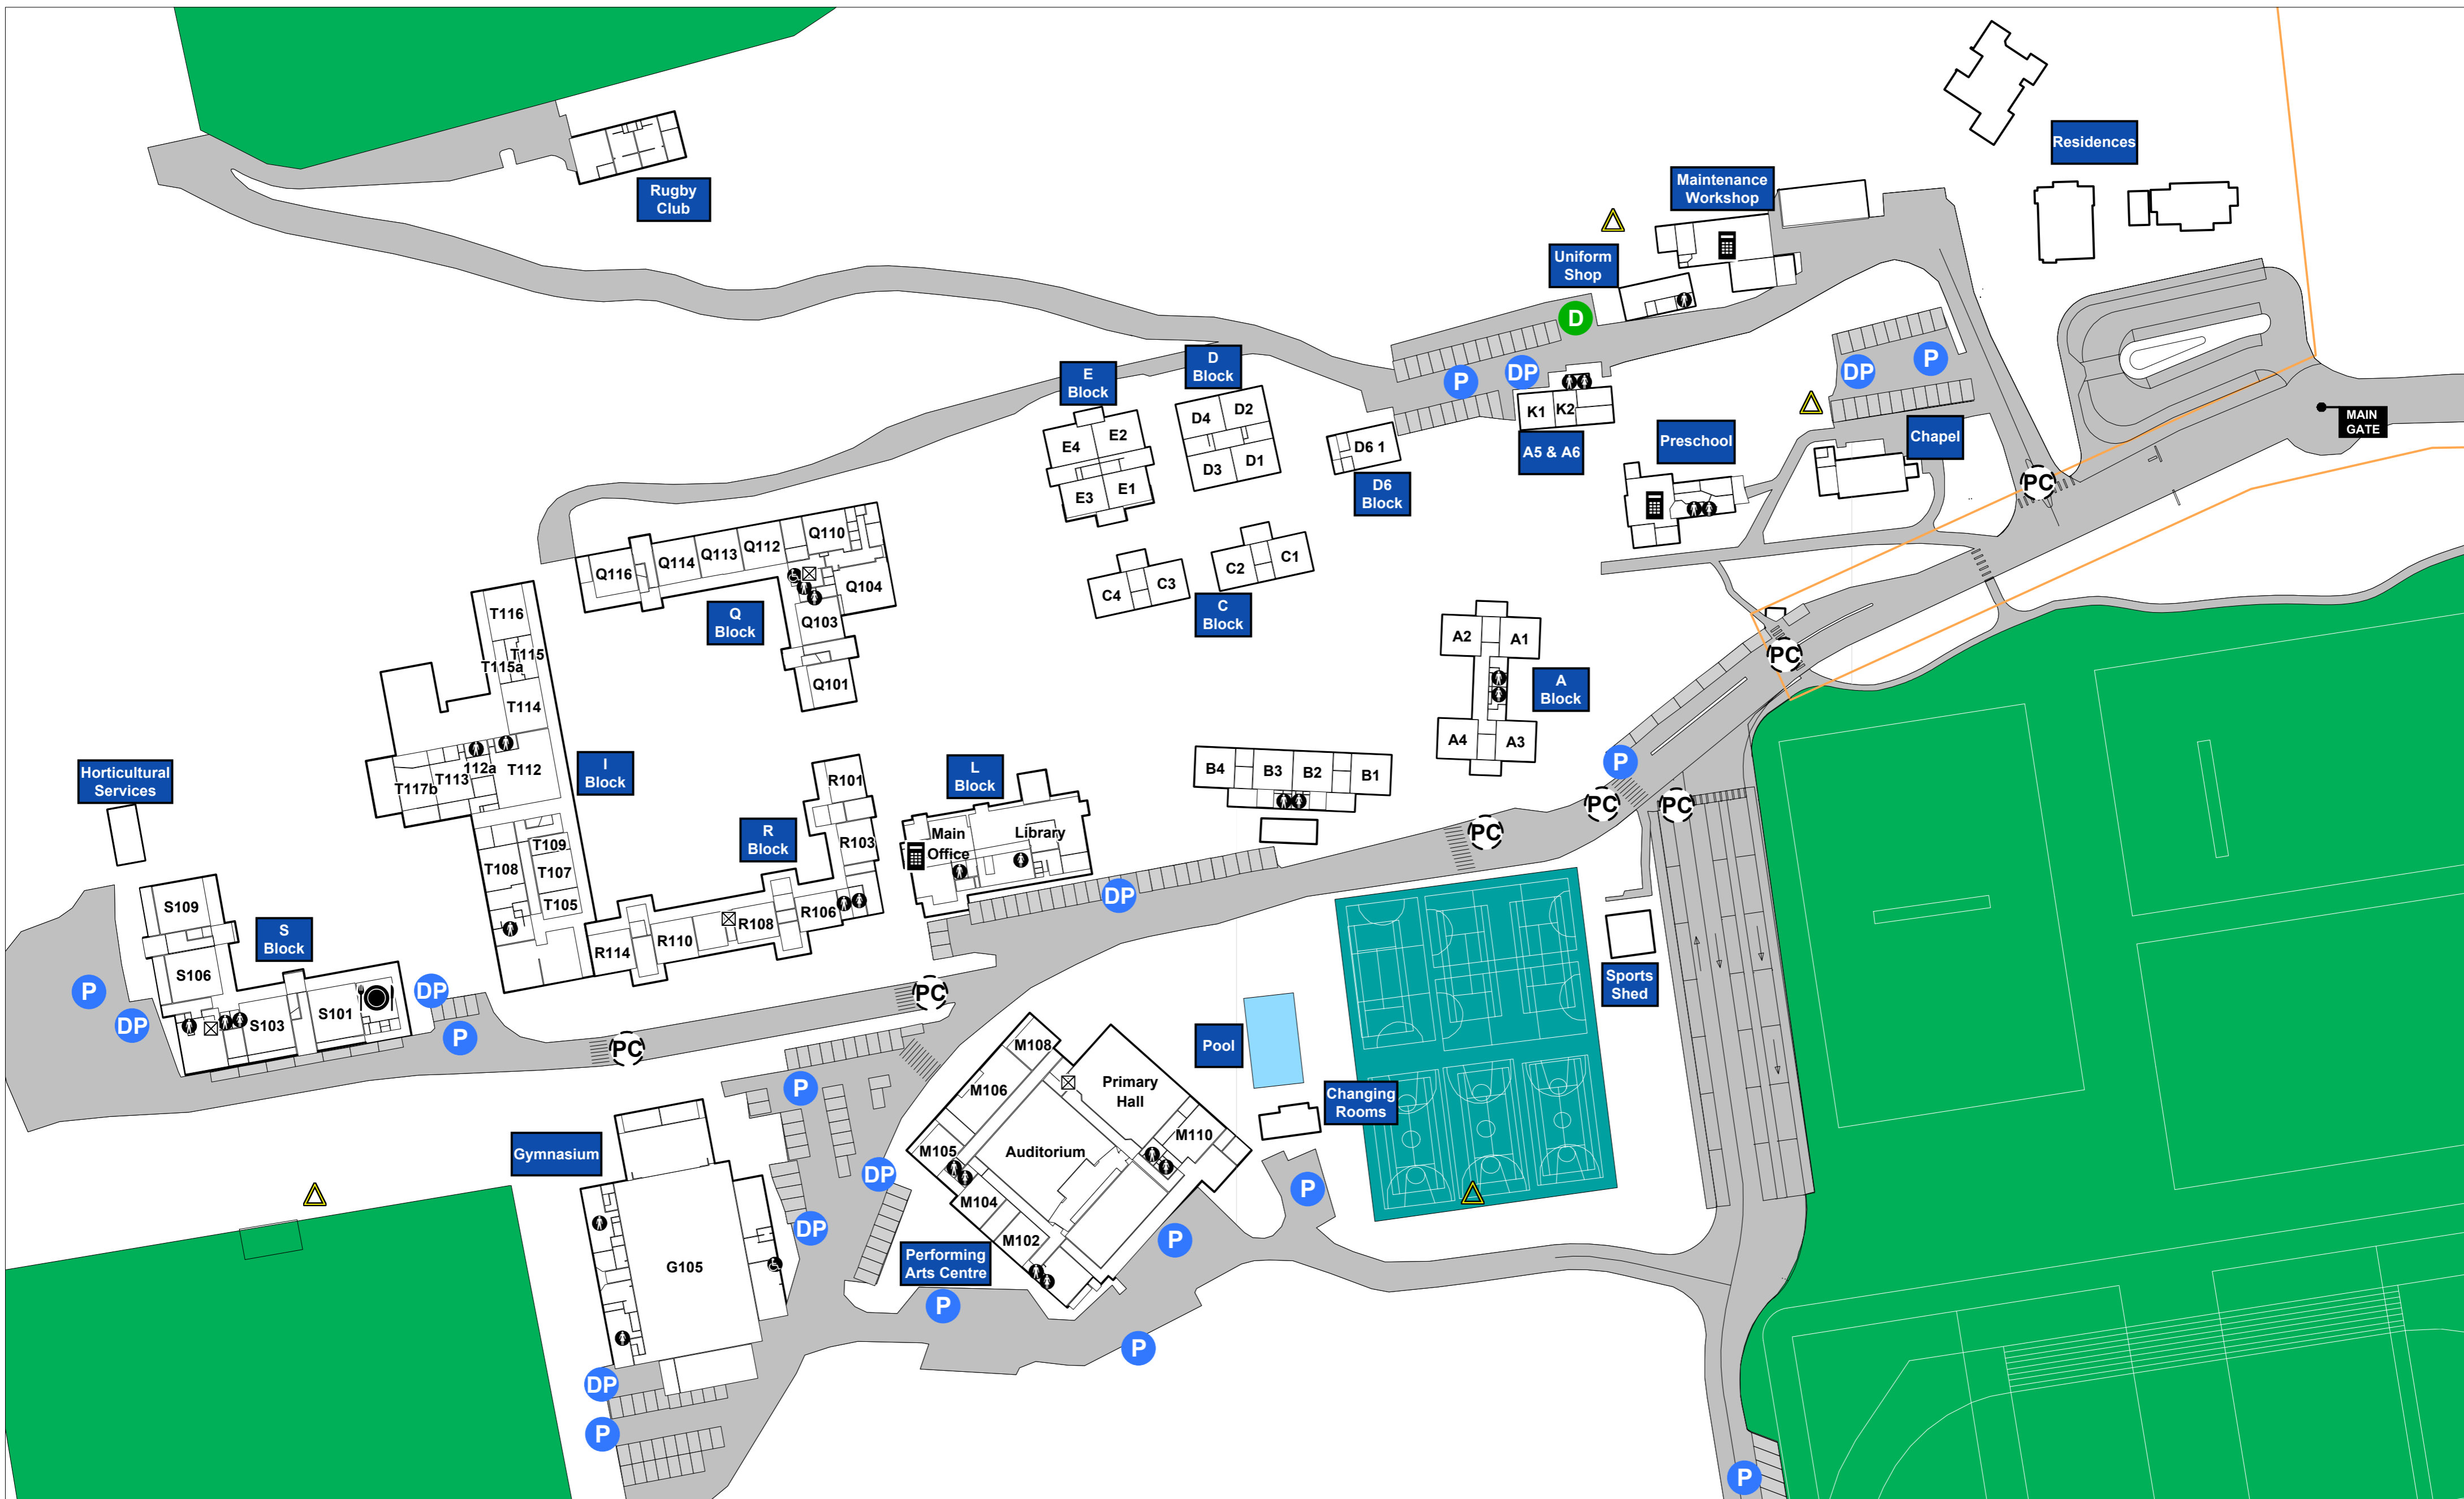 Residences
Maintenance
Workshop
Rugby
Club
Uniform
Shop
D
D
Block
E
Block
P
DP
DP
P
MAIN
GATE
K1
K2
D4
D2
E4
E2
D3
D1
E3
E1
D6 1
A5 & A6
Preschool
Chapel
D6
Block
PC
Q110
Q112
Q113
Q114
Q116
Q104
Q103
Q101
Q
Block
C1
C2
C3
C4
C
Block
A2
A1
A
Block
A4
A3
PC
T116
T115
T115a
T114
T112
112a
T113
T117b
I
Block
Horticultural
Services
L
Block
B4
B3
B2
B1
P
PC
PC
PC
R101
R103
R
Block
Main
Office
Library
T109
T108
T107
T105
R106
R108
R110
R114
DP
S109
S
Block
S106
S103
S101
P
DP
DP
P
PC
PC
Sports
Shed
Pool
Changing
Rooms
M108
M106
Primary
Hall
M110
M105
Auditorium
M104
M102
P
DP
DP
P
P
Gymnasium
G105
Performing
Arts Centre
P
P
DP
P
P